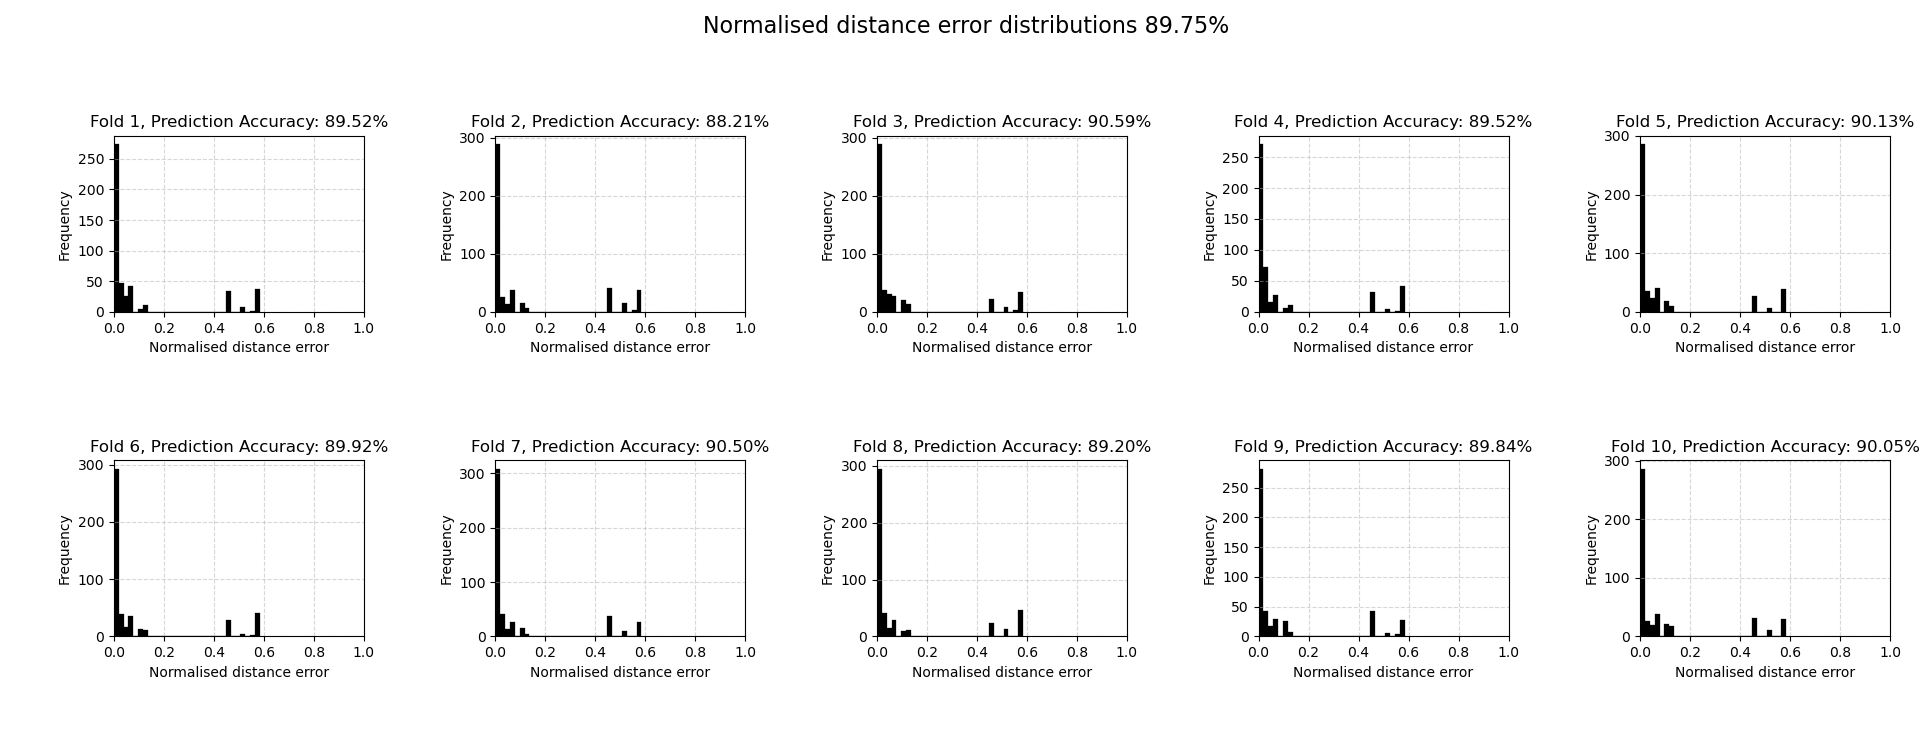 Normalised distance error distributions 89.75%
Fold 1, Prediction Accuracy: 89.52%
250
200
150
100
50
0
Frequency
0.0 0.2 0.4 0.6 0.8 1.0
Normalised distance error
Fold 2, Prediction Accuracy: 88.21%
300
200
100
0
Frequency
0.0 0.2 0.4 0.6 0.8 1.0
Normalised distance error
Fold 3, Prediction Accuracy: 90.59%
300
200
100
0
Frequency
0.0 0.2 0.4 0.6 0.8 1.0
Normalised distance error
Fold 4, Prediction Accuracy: 89.52%
250
200
150
100
50
0
Frequency
0.0 0.2 0.4 0.6 0.8 1.0
Normalised distance error
Fold 5, Prediction Accuracy: 90.13%
300
200
100
0
Frequency
0.0 0.2 0.4 0.6 0.8 1.0
Normalised distance error
Fold 6, Prediction Accuracy: 89.92%
300
200
100
0
Frequency
0.0 0.2 0.4 0.6 0.8 1.0
Normalised distance error
Fold 7, Prediction Accuracy: 90.50%
300
200
100
0
Frequency
0.0 0.2 0.4 0.6 0.8 1.0
Normalised distance error
Fold 8, Prediction Accuracy: 89.20%
300
200
100
0
Frequency
0.0 0.2 0.4 0.6 0.8 1.0
Normalised distance error
Fold 9, Prediction Accuracy: 89.84%
250
200
150
100
50
0
Frequency
0.0 0.2 0.4 0.6 0.8 1.0
Normalised distance error
Fold 10, Prediction Accuracy: 90.05%
300
200
100
0
Frequency
0.0 0.2 0.4 0.6 0.8 1.0
Normalised distance error